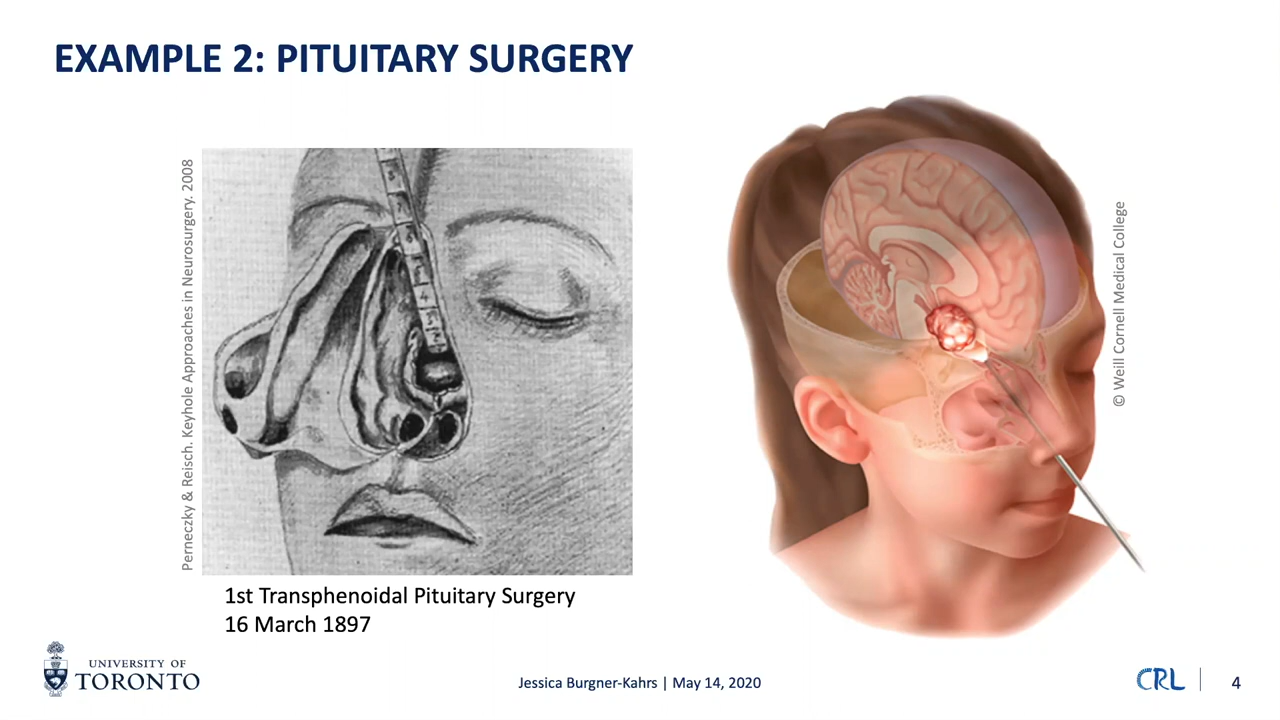 EXAMPLE 2: PITUITARY SURGERY
Perneczky & Reisch. Keyhole Approaches in Neurosurgery. 2008
© Weill Cornell Medical College
1st Transphenoidal Pituitary Surgery
16 March 1897
UNIVERSITY OF
TORONTO
Jessica Burgner-Kahrs | May 14, 2020
CRL
4